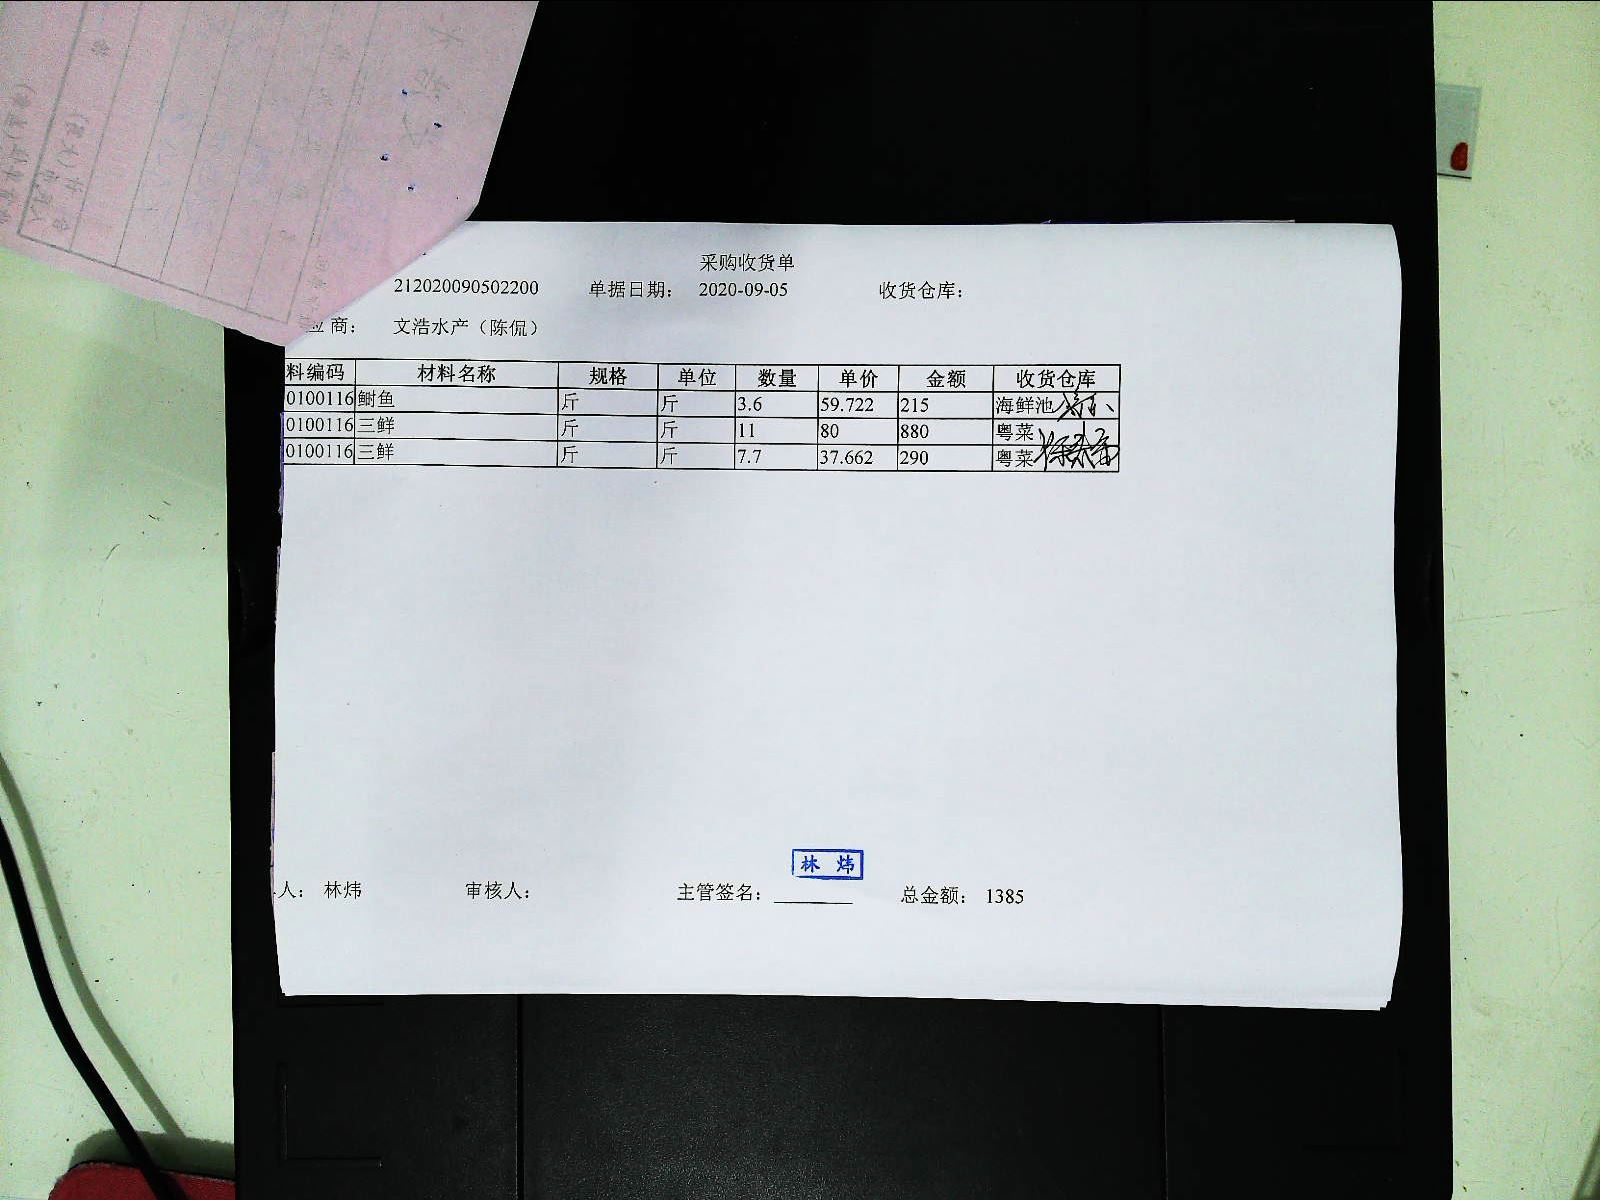 采购收货单
212020090502200 单据日期: 2020-09-05 收货仓库:
应 商: 文浩水产（陈侃）
料编码 材料名称 规格 单位 数量 单价 金额 收货仓库
0100116 鲥鱼 斤 斤 3.6 59.722 215 海鲜池
0100116 三鲜 斤 斤 11 80 880 粤菜
0100116 三鲜 斤 斤 7.7 37.662 290 粤菜
林 炜
人: 林炜 审核人: 主管签名: 总金额: 1385